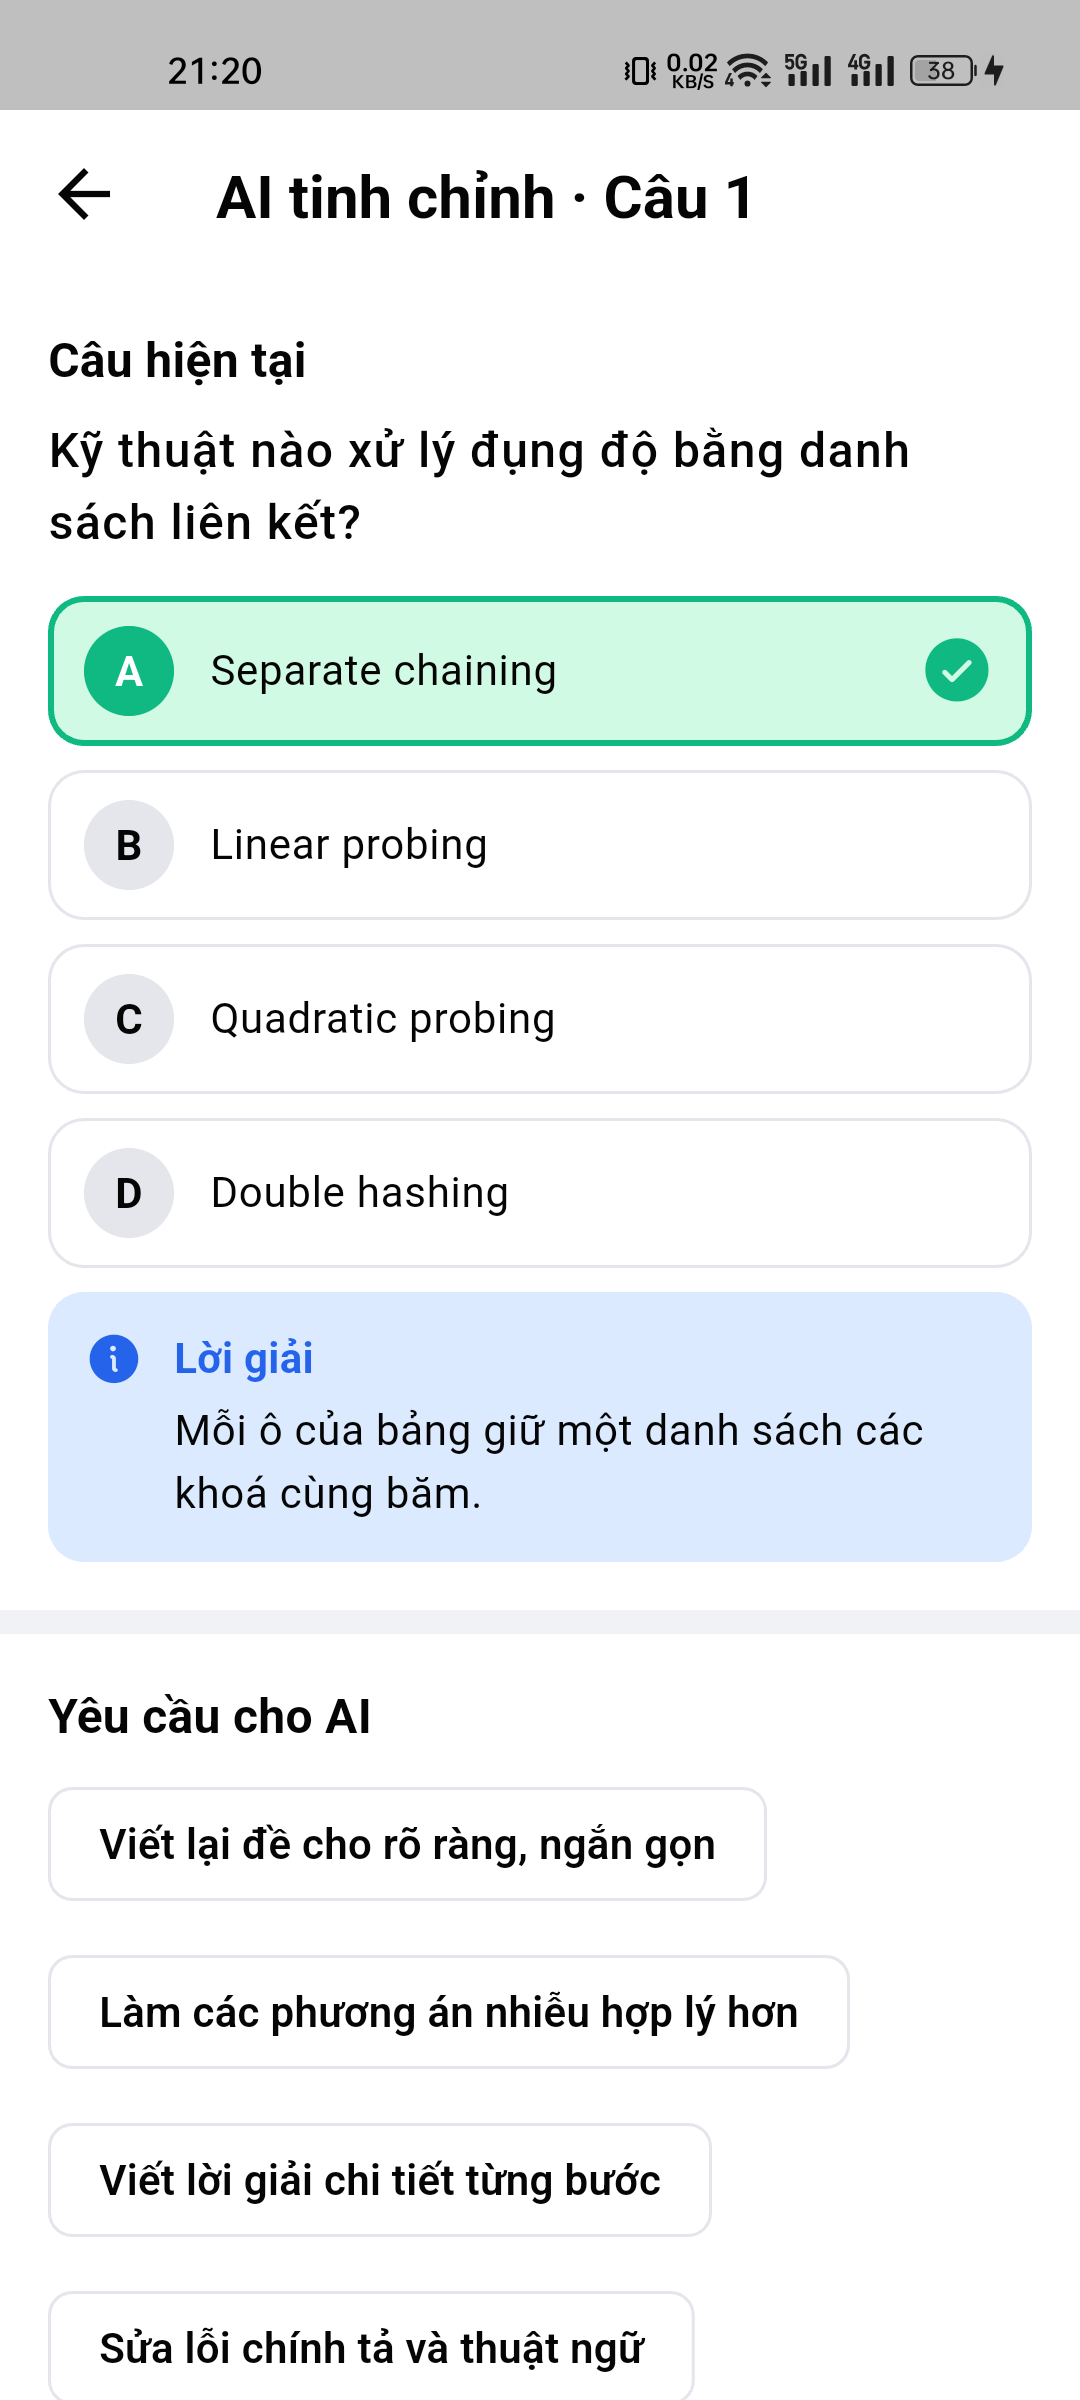 21:20
0.02
KB/S
4
5G
4G
38
AI tinh chỉnh · Câu 1
Câu hiện tại
Kỹ thuật nào xử lý đụng độ bằng danh
sách liên kết?
A
Separate chaining
B
Linear probing
C
Quadratic probing
D
Double hashing
Lời giải
Mỗi ô của bảng giữ một danh sách các
khoá cùng băm.
Yêu cầu cho AI
Viết lại đề cho rõ ràng, ngắn gọn
Làm các phương án nhiễu hợp lý hơn
Viết lời giải chi tiết từng bước
Sửa lỗi chính tả và thuật ngữ